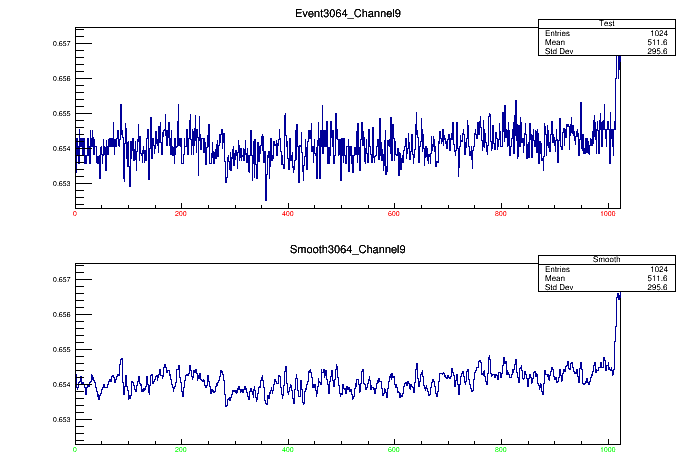 Event3064_Channel9
Test
Entries 1024
Mean 511.6
Std Dev 295.6
0.657
0.656
0.655
0.654
0.653
0 200 400 600 800 1000
Smooth3064_Channel9
Smooth
Entries 1024
Mean 511.6
Std Dev 295.6
0.657
0.656
0.655
0.654
0.653
0 200 400 600 800 1000